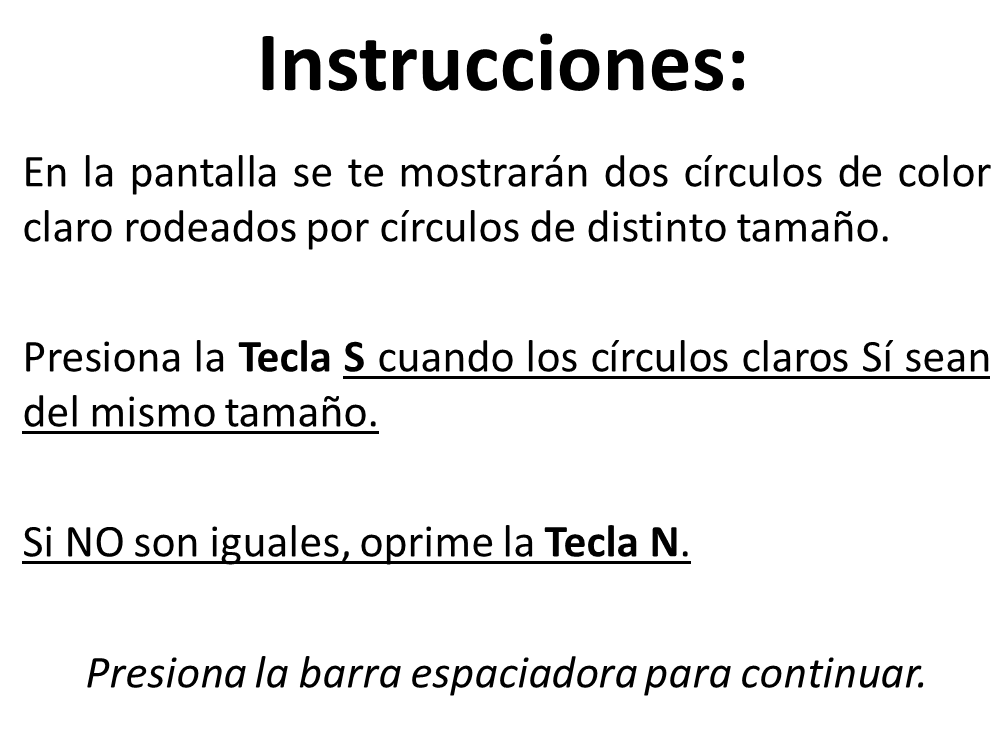 Instrucciones:
En la pantalla se te mostrarán dos círculos de color
claro rodeados por círculos de distinto tamaño.
Presiona la Tecla S cuando los círculos claros Sí sean
del mismo tamaño.
Si NO son iguales, oprime la Tecla N.
Presiona la barra espaciadora para continuar.